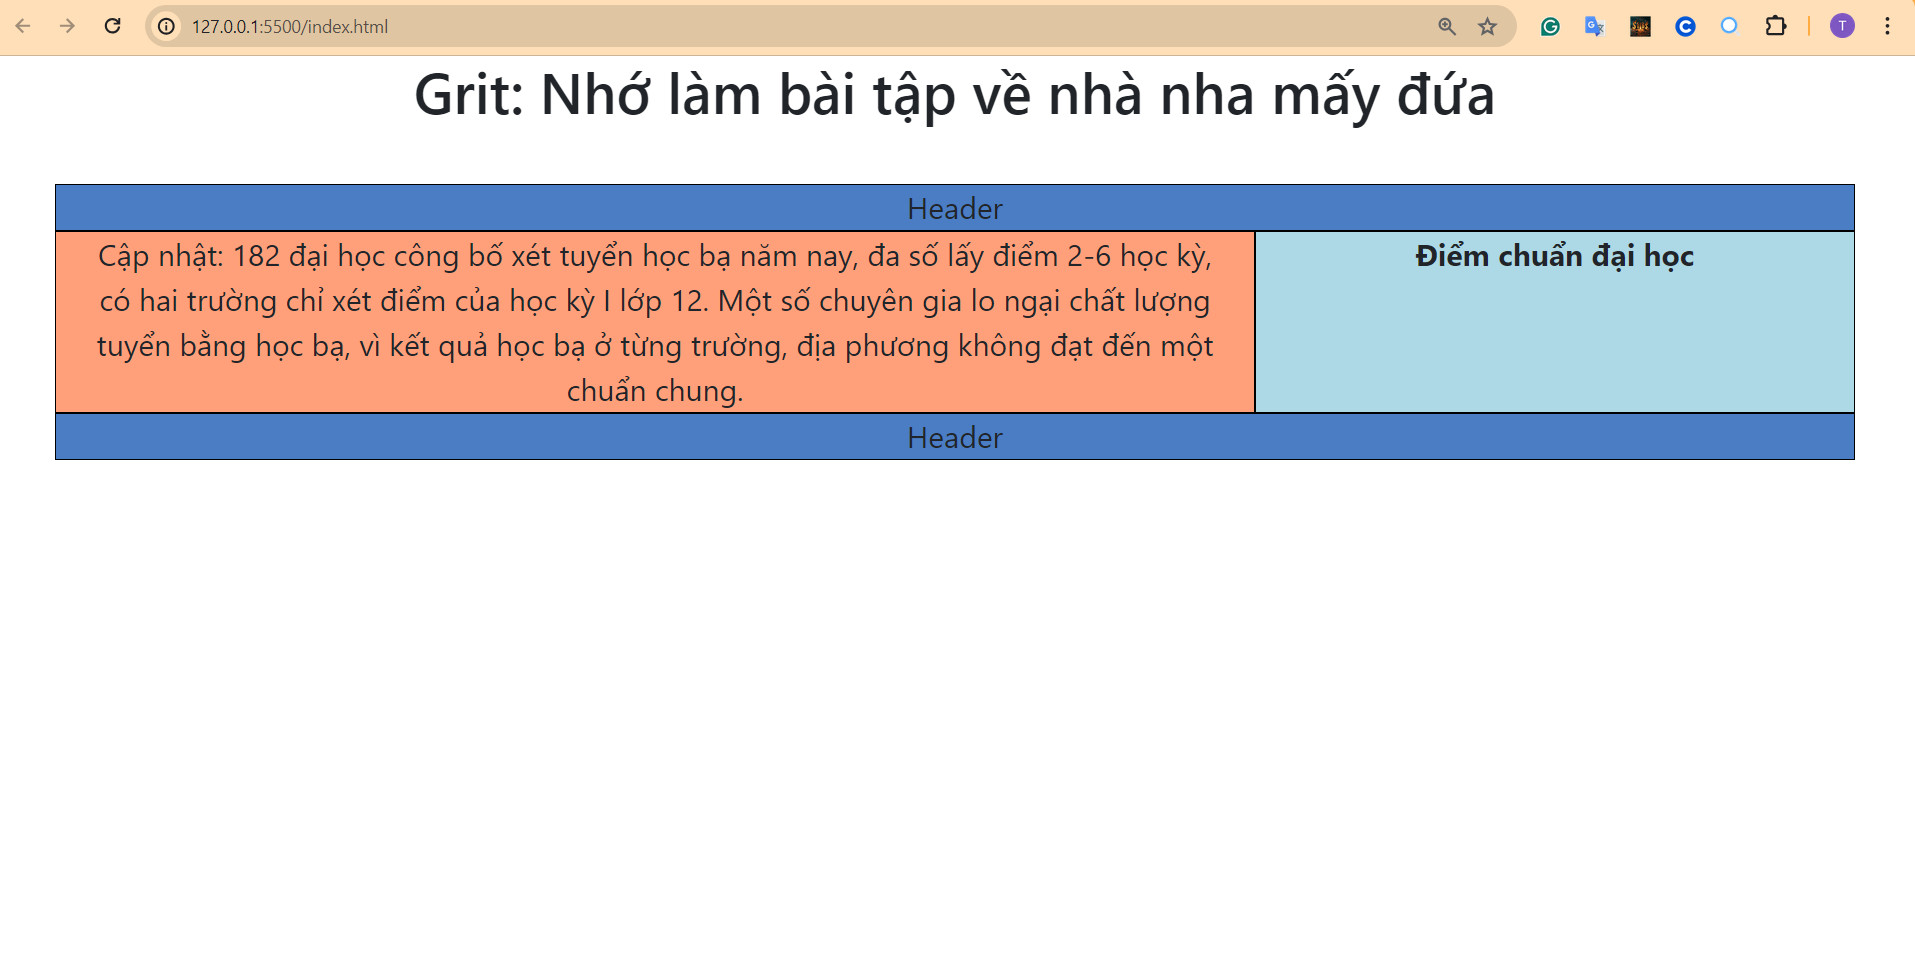 127.0.0.1:5500/index.html
T
Grit: Nhớ làm bài tập về nhà nha mấy đứa
Header
Cập nhật: 182 đại học công bố xét tuyển học bạ năm nay, đa số lấy điểm 2-6 học kỳ,
có hai trường chỉ xét điểm của học kỳ I lớp 12. Một số chuyên gia lo ngại chất lượng
tuyển bằng học bạ, vì kết quả học bạ ở từng trường, địa phương không đạt đến một
chuẩn chung.
Điểm chuẩn đại học
Header